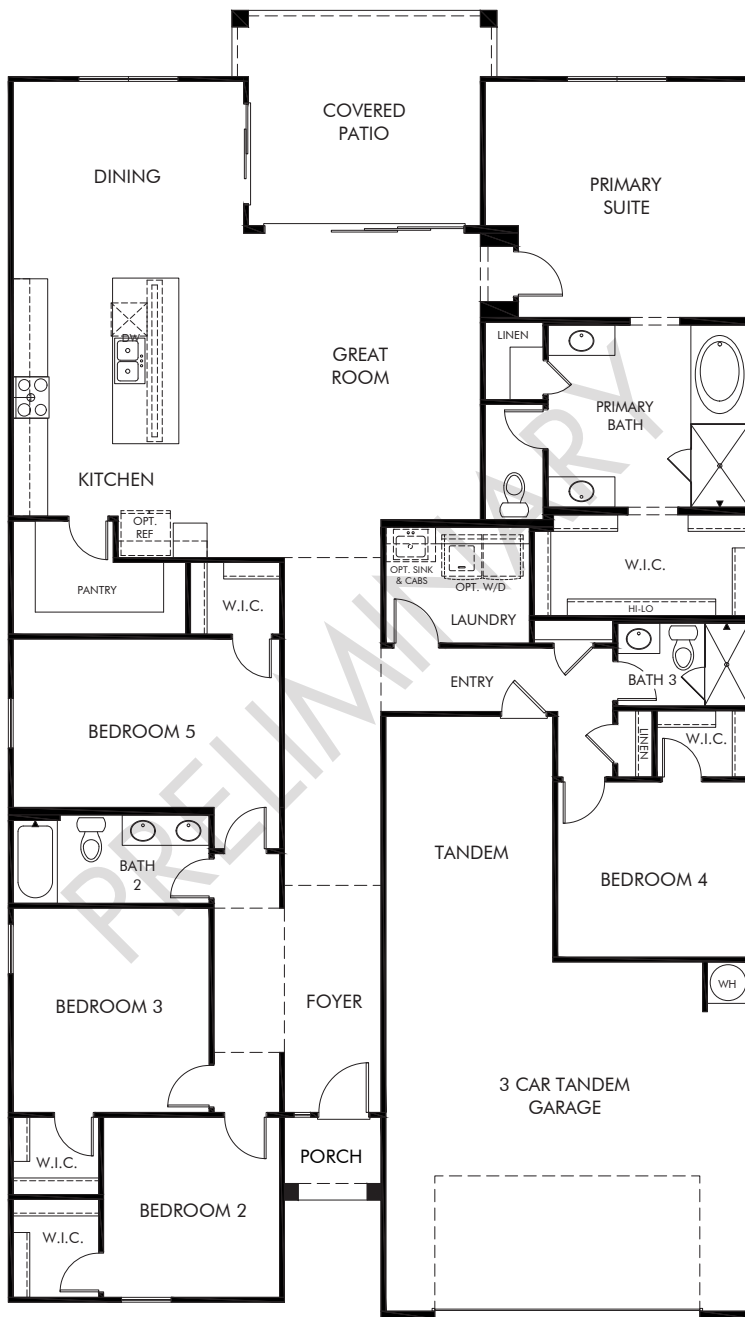 COVERED
PATIO
DINING
PRIMARY
SUITE
LINEN
DW
GREAT
ROOM
PRIMARY
BATH
KITCHEN
OPT.
REF
PANTRY
W.I.C.
OPT. SINK
& CABS
OPT. W/D
LAUNDRY
W.I.C.
HI-LO
ENTRY
BATH 3
BEDROOM 5
LINEN
W.I.C.
PRELIMINARY
BATH
2
TANDEM
BEDROOM 4
BEDROOM 3
FOYER
WH
3 CAR TANDEM
GARAGE
PORCH
W.I.C.
BEDROOM 2
W.I.C.